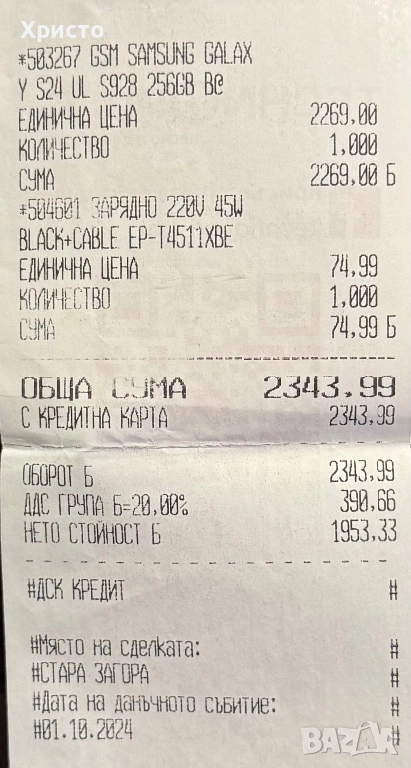 Христо
*503267 GSM SAMSUNG GALAX
Y S24 UL S928 256GB B@
ЕДИНИЧНА ЦЕНА 2269,00
КОЛИЧЕСТВО 1,000
СУМА 2269,00 Б
*504601 ЗАРЯДНО 220V 45W
BLACK+CABLE EP-T4511XBE
ЕДИНИЧНА ЦЕНА 74,99
КОЛИЧЕСТВО 1,000
СУМА 74,99 Б
ОБЩА СУМА 2343,99
С КРЕДИТНА КАРТА 2343,99
ОБОРОТ Б 2343,99
ДДС ГРУПА Б=20,00% 390,66
НЕТО СТОЙНОСТ Б 1953,33
#ДСК КРЕДИТ #
#Място на сделката: #
#СТАРА ЗАГОРА #
#Дата на данъчното събитие: #
#01.10.2024 #
BAZAR